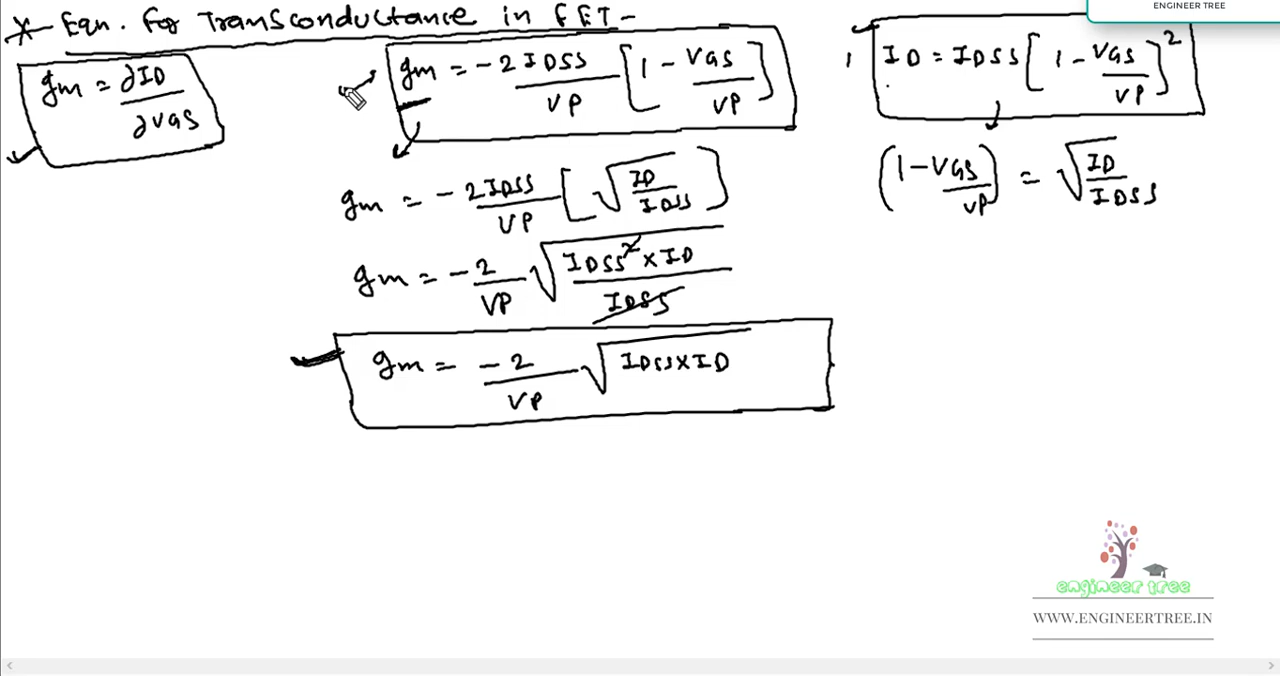 ENGINEER TREE
* Eqn. For Transconductance in FET -
gm = ∂ID/∂VGS
gm = -2IDSS/VP [1 - VGS/VP]
ID = IDSS [1 - VGS/VP]²
(1 - VGS/VP) = √(ID/IDSS)
gm = -2IDSS/VP [√(ID/IDSS)]
gm = -2/VP √(IDSS² × ID/IDSS)
gm = -2/VP √(IDSS × ID)
engineer tree
WWW.ENGINEERTREE.IN